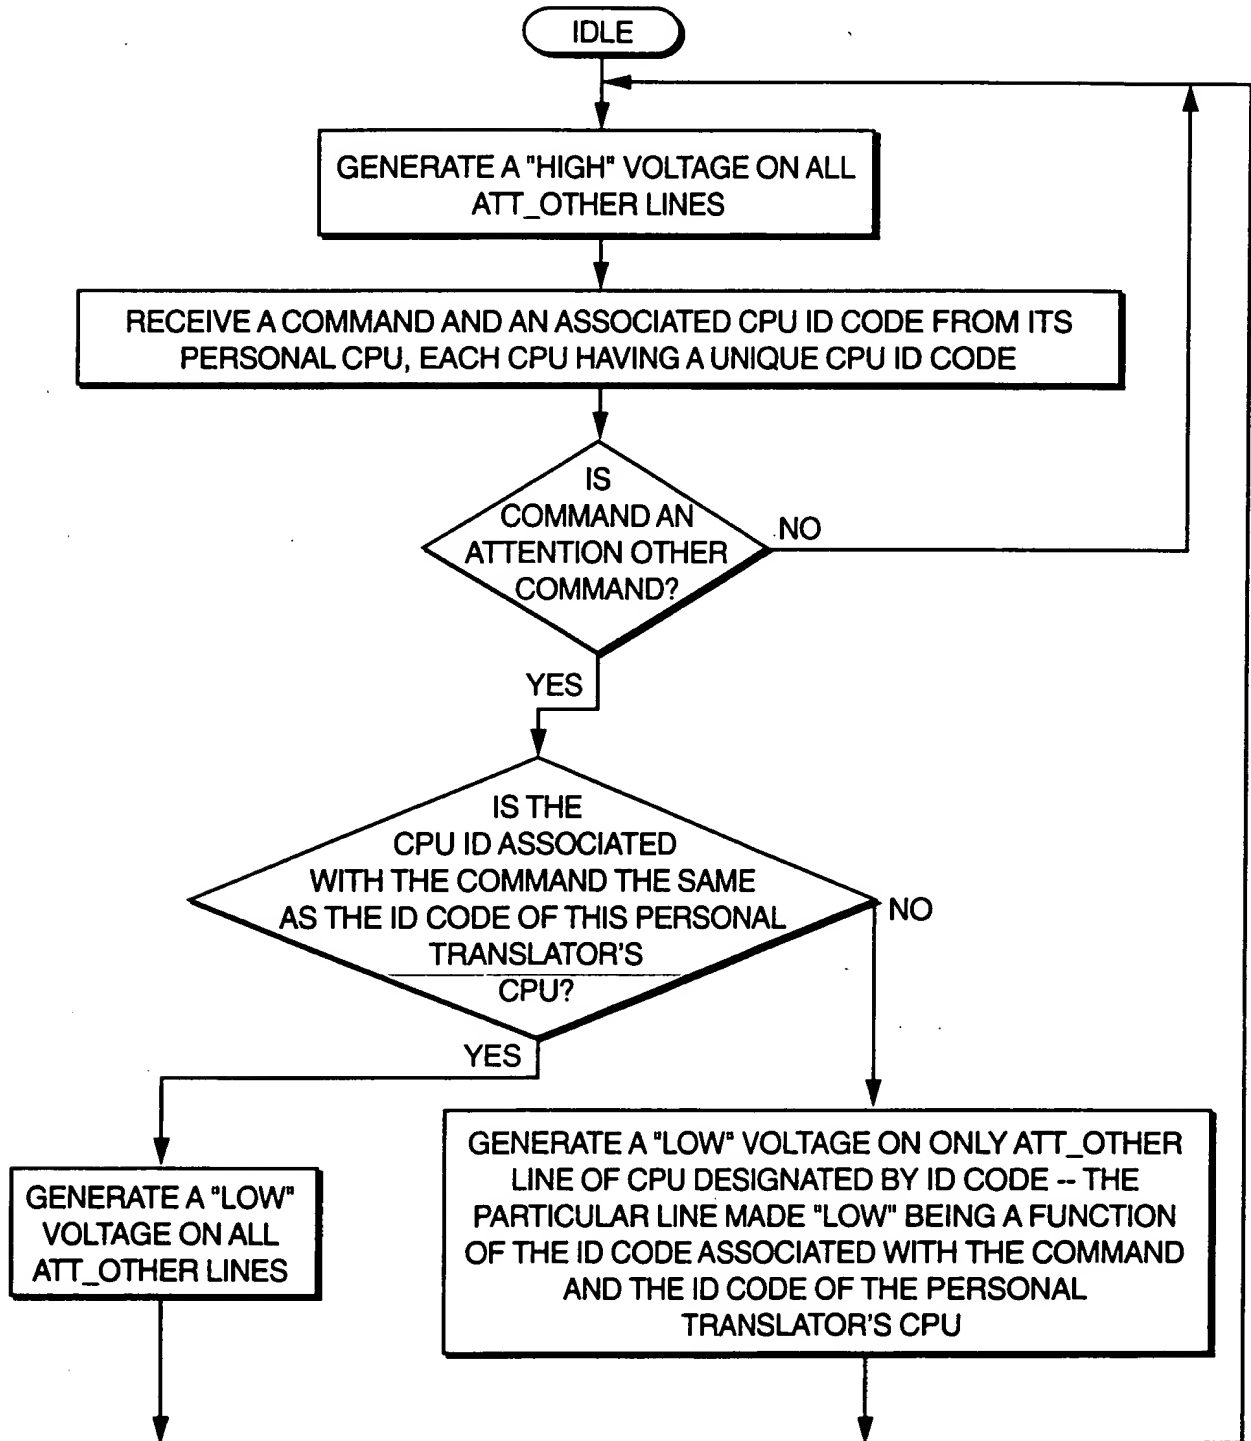 IDLE
GENERATE A "HIGH" VOLTAGE ON ALL
ATT_OTHER LINES
RECEIVE A COMMAND AND AN ASSOCIATED CPU ID CODE FROM ITS
PERSONAL CPU, EACH CPU HAVING A UNIQUE CPU ID CODE
IS
COMMAND AN
ATTENTION OTHER
COMMAND?
NO
YES
IS THE
CPU ID ASSOCIATED
WITH THE COMMAND THE SAME
AS THE ID CODE OF THIS PERSONAL
TRANSLATOR'S
CPU?
NO
YES
GENERATE A "LOW"
VOLTAGE ON ALL
ATT_OTHER LINES
GENERATE A "LOW" VOLTAGE ON ONLY ATT_OTHER
LINE OF CPU DESIGNATED BY ID CODE -- THE
PARTICULAR LINE MADE "LOW" BEING A FUNCTION
OF THE ID CODE ASSOCIATED WITH THE COMMAND
AND THE ID CODE OF THE PERSONAL
TRANSLATOR'S CPU